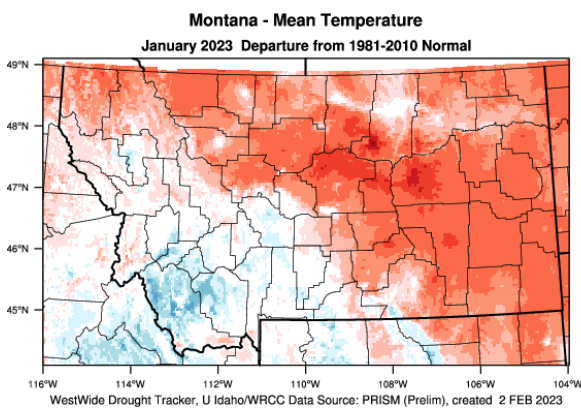 Montana - Mean Temperature
January 2023 Departure from 1981-2010 Normal
49°N
48°N
47°N
46°N
45°N
116°W 114°W 112°W 110°W 108°W 106°W 104°W
WestWide Drought Tracker, U Idaho/WRCC Data Source: PRISM (Prelim), created 2 FEB 2023